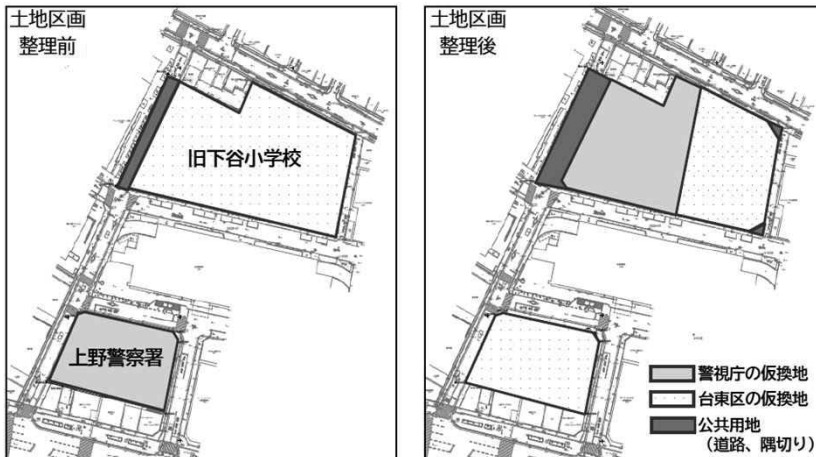 土地区画
整理前
旧下谷小学校
上野警察署
土地区画
整理後
警視庁の仮換地
台東区の仮換地
公共用地
(道路、隅切り)